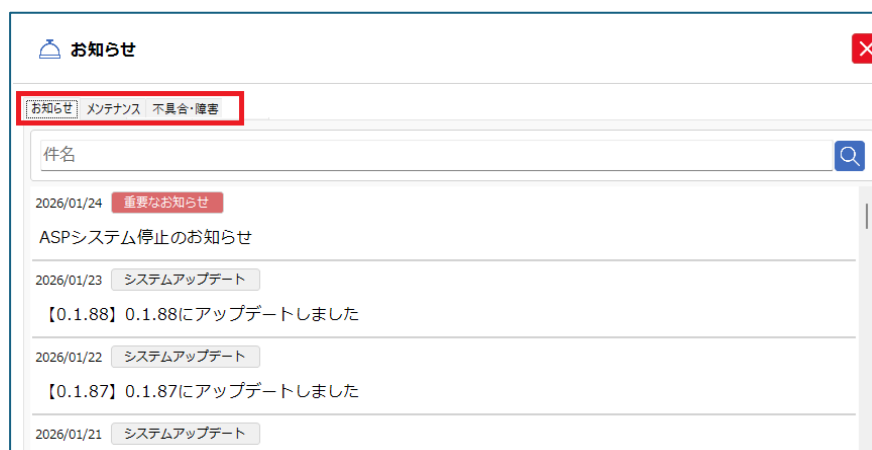 お知らせ
お知らせ メンテナンス 不具合・障害
件名
2026/01/24 重要なお知らせ
ASPシステム停止のお知らせ
2026/01/23 システムアップデート
【0.1.88】0.1.88にアップデートしました
2026/01/22 システムアップデート
【0.1.87】0.1.87にアップデートしました
2026/01/21 システムアップデート